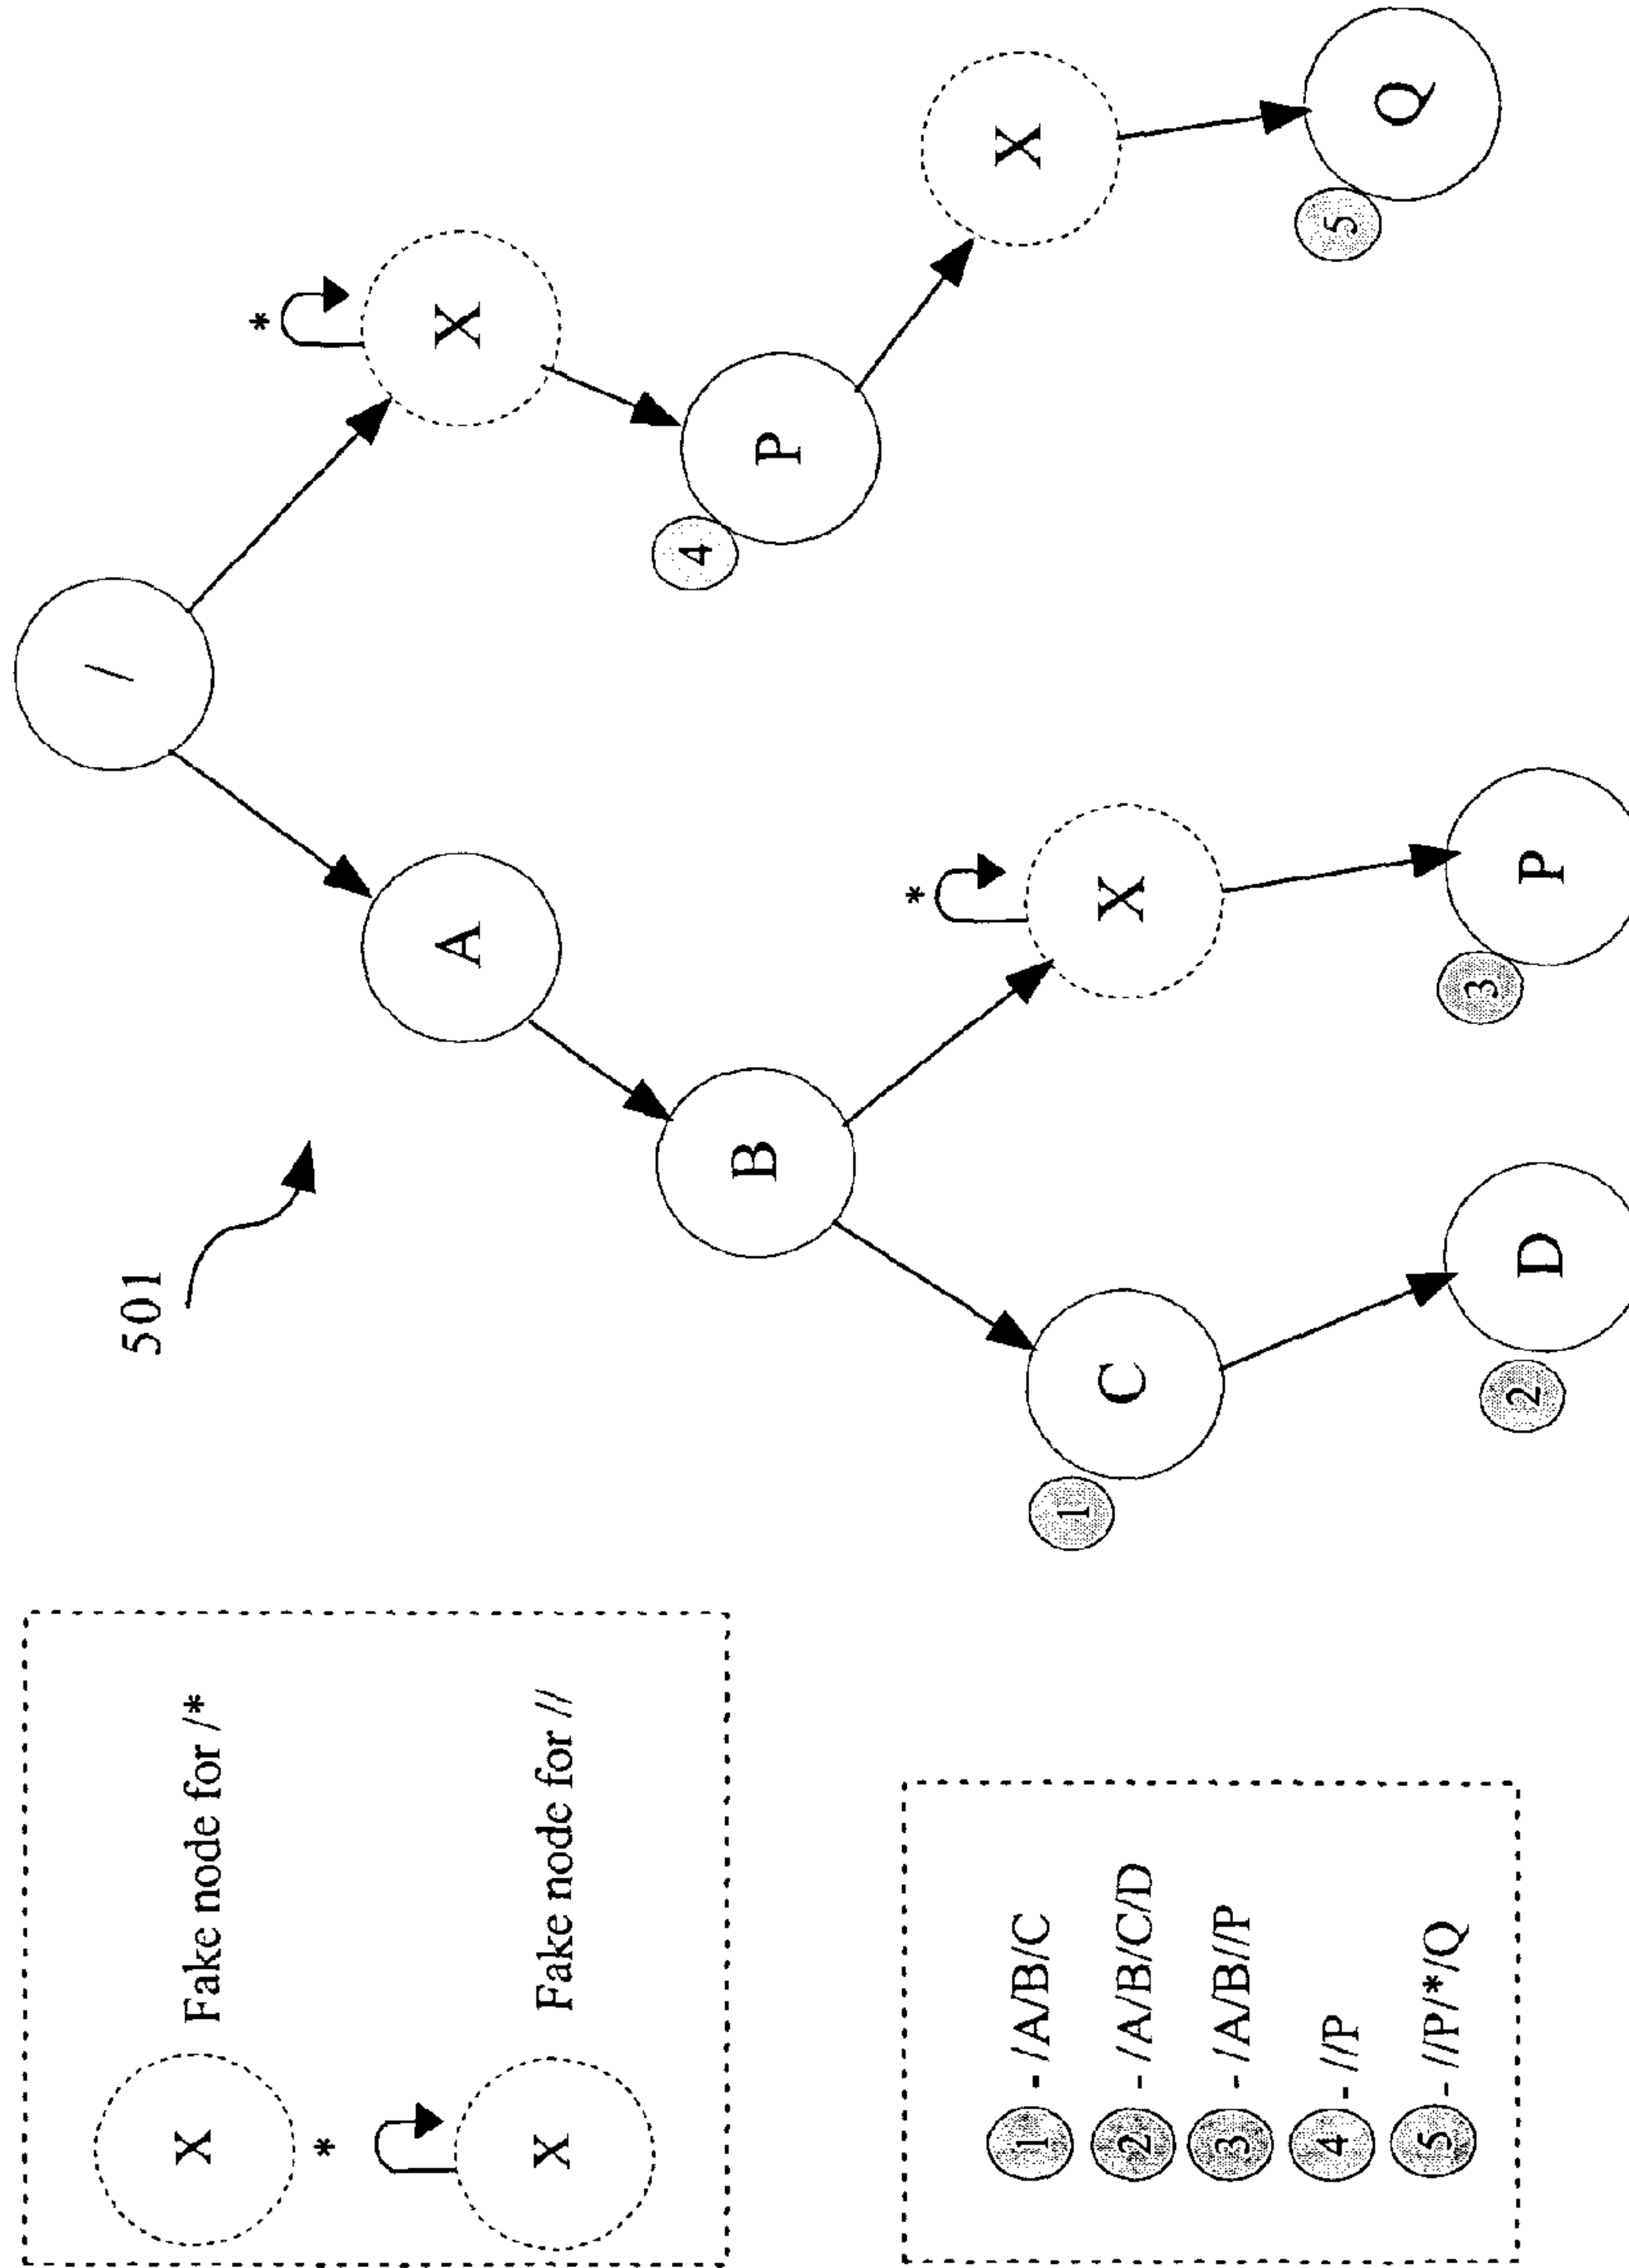 X Fake node for /*
*
X Fake node for //
1 - /A/B/C
2 - /A/B/C/D
3 - /A/B//P
4 - //P
5 - //P/*/Q
501
/
*
A
X
4
B
P
*
1
C
X
X
2
D
3
P
5
Q